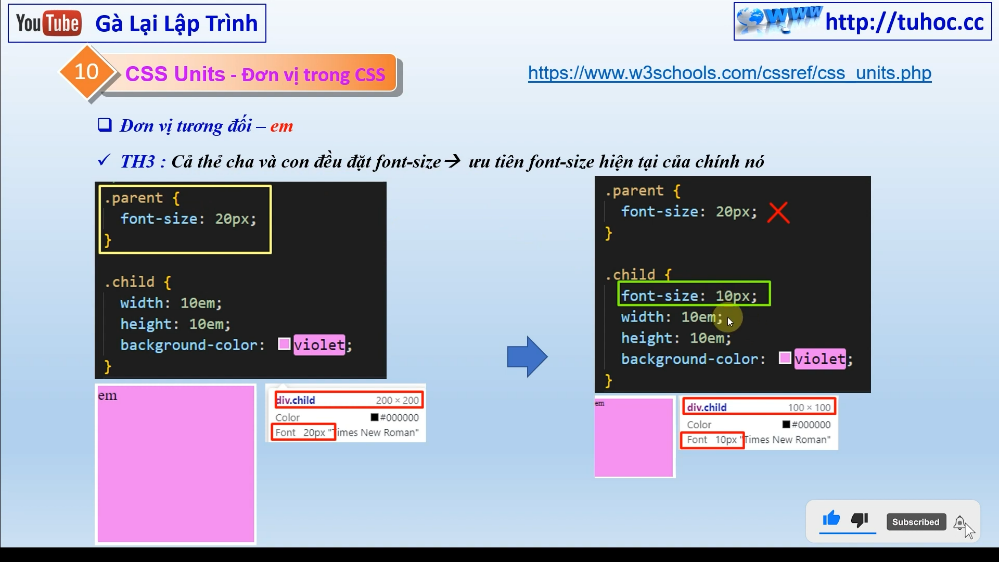 YouTube Gà Lại Lập Trình
www http://tuhoc.cc
10 CSS Units - Đơn vị trong CSS
https://www.w3schools.com/cssref/css_units.php
❑ Đơn vị tương đối – em
✓ TH3 : Cả thẻ cha và con đều đặt font-size→ ưu tiên font-size hiện tại của chính nó
.parent {
font-size: 20px;
}
.child {
width: 10em;
height: 10em;
background-color: violet;
}
em
div.child 200 × 200
Color #000000
Font 20px "Times New Roman"
.parent {
font-size: 20px;
}
.child {
font-size: 10px;
width: 10em;
height: 10em;
background-color: violet;
}
em
div.child 100 × 100
Color #000000
Font 10px "Times New Roman"
Subscribed